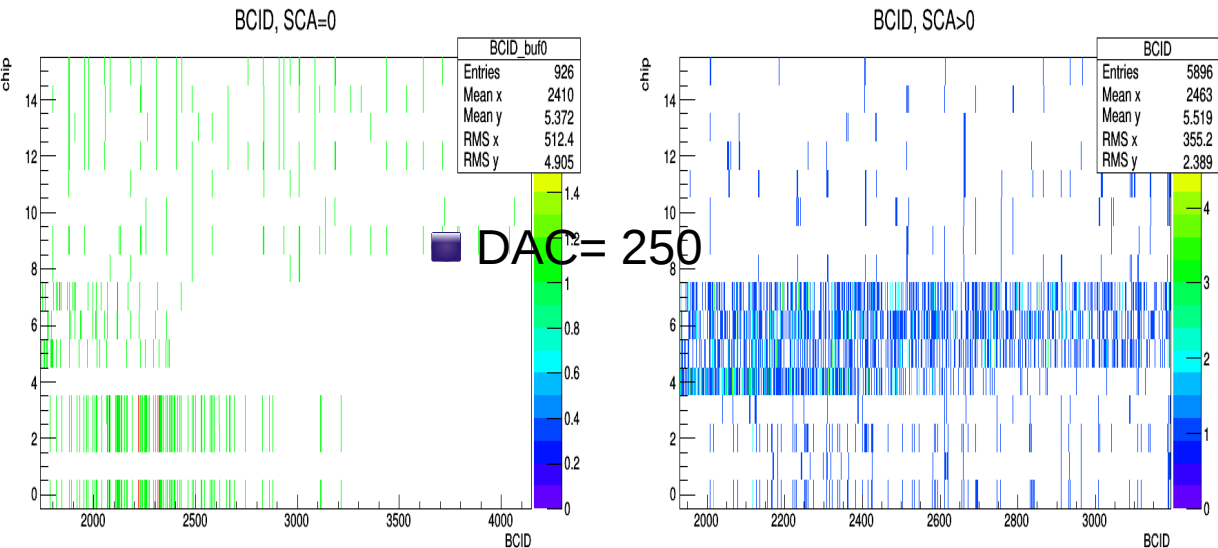 BCID, SCA=0
BCID_buf0
Entries 926
Mean x 2410
Mean y 5.372
RMS x 512.4
RMS y 4.905
chip
14
12
10
8
6
4
2
0
2000
2500
3000
3500
4000
BCID
1.4
1.2
1
0.8
0.6
0.4
0.2
0
DAC= 250
BCID, SCA>0
BCID
Entries 5896
Mean x 2463
Mean y 5.519
RMS x 355.2
RMS y 2.389
chip
14
12
10
8
6
4
2
0
2000
2200
2400
2600
2800
3000
BCID
4
3
2
1
0